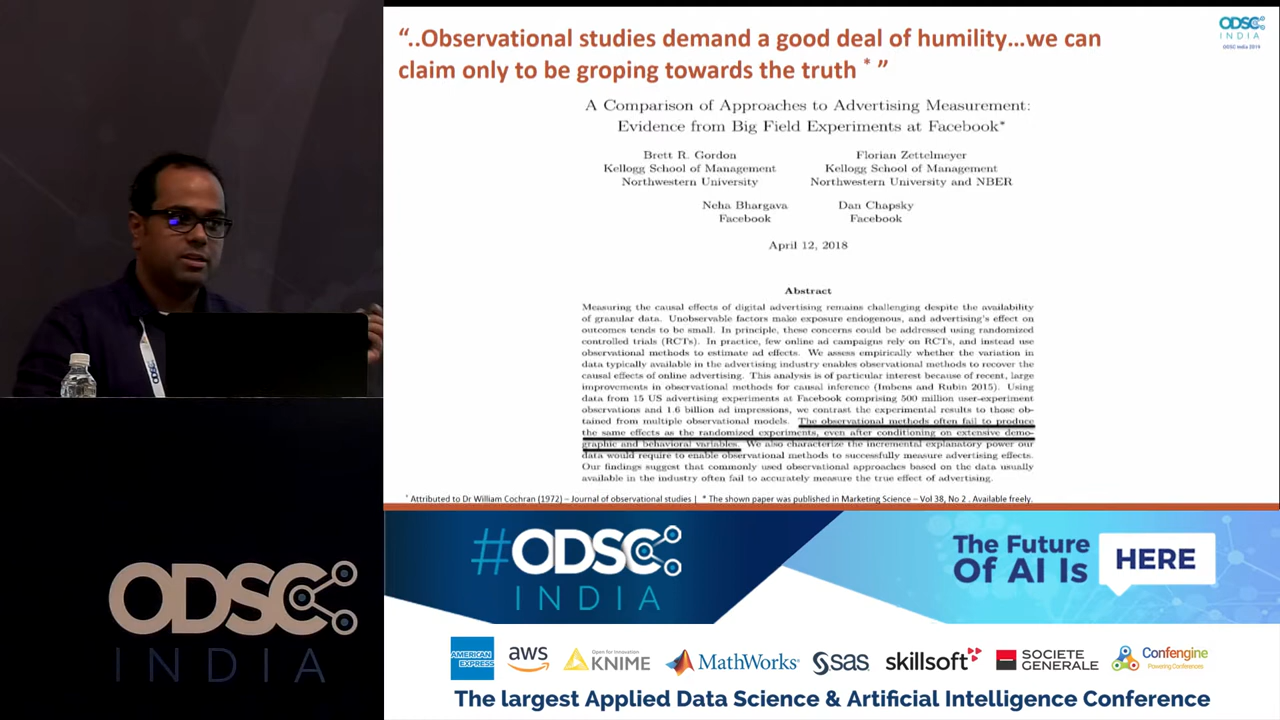 “..Observational studies demand a good deal of humility...we can
claim only to be groping towards the truth * ”
ODSC
INDIA
ODSC India 2019
A Comparison of Approaches to Advertising Measurement:
Evidence from Big Field Experiments at Facebook*
Brett R. Gordon
Kellogg School of Management
Northwestern University
Florian Zettelmeyer
Kellogg School of Management
Northwestern University and NBER
Neha Bhargava
Facebook
Dan Chapsky
Facebook
April 12, 2018
Abstract
Measuring the causal effects of digital advertising remains challenging despite the availability
of granular data. Unobservable factors make exposure endogenous, and advertising's effect on
outcomes tends to be small. In principle, these concerns could be addressed using randomized
controlled trials (RCTs). In practice, few online ad campaigns rely on RCTs, and instead use
observational methods to estimate ad effects. We assess empirically whether the variation in
data typically available in the advertising industry enables observational methods to recover the
causal effects of online advertising. This analysis is of particular interest because of recent, large
improvements in observational methods for causal inference (Imbens and Rubin 2015). Using
data from 15 US advertising experiments at Facebook comprising 500 million user-experiment
observations and 1.6 billion ad impressions, we contrast the experimental results to those ob-
tained from multiple observational models. The observational methods often fail to produce
the same effects as the randomized experiments, even after conditioning on extensive demo-
graphic and behavioral variables. We also characterize the incremental explanatory power our
data would require to enable observational methods to successfully measure advertising effects.
Our findings suggest that commonly used observational approaches based on the data usually
available in the industry often fail to accurately measure the true effect of advertising.
* Attributed to Dr William Cochran (1972) – Journal of observational studies | * The shown paper was published in Marketing Science – Vol 38, No 2 . Available freely.
#ODSC
INDIA
The Future
Of AI Is
HERE
ODSC
INDIA
AMERICAN
EXPRESS
aws
Open for Innovation
KNIME
MathWorks®
sas
skillsoft
SOCIETE
GENERALE
Confengine
Powering Conferences
The largest Applied Data Science & Artificial Intelligence Conference